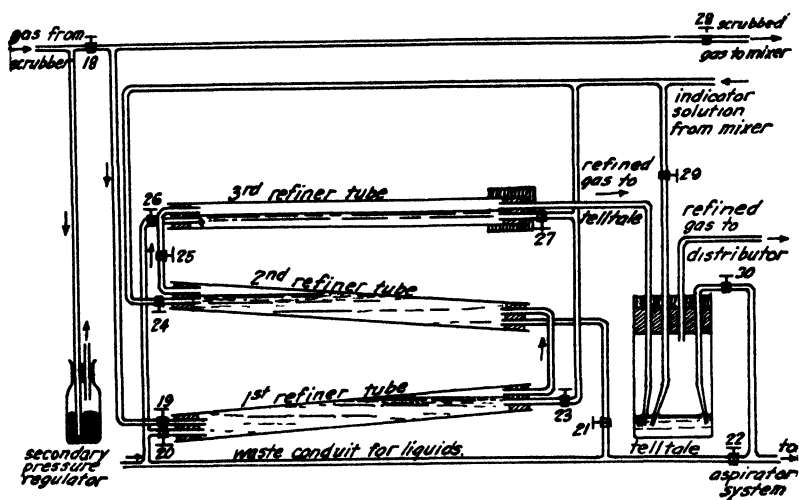 gas from
scrubber
18
28 scrubbed
gas to mixer
indicator
solution
from mixer
29
refined
gas to
telltale
refined
gas to
distributor
30
26
3rd refiner tube
27
25
2nd refiner tube
24
19
1st refiner tube
23
21
20
waste conduit for liquids.
secondary
pressure
regulator
telltale
22
to
aspirator
system